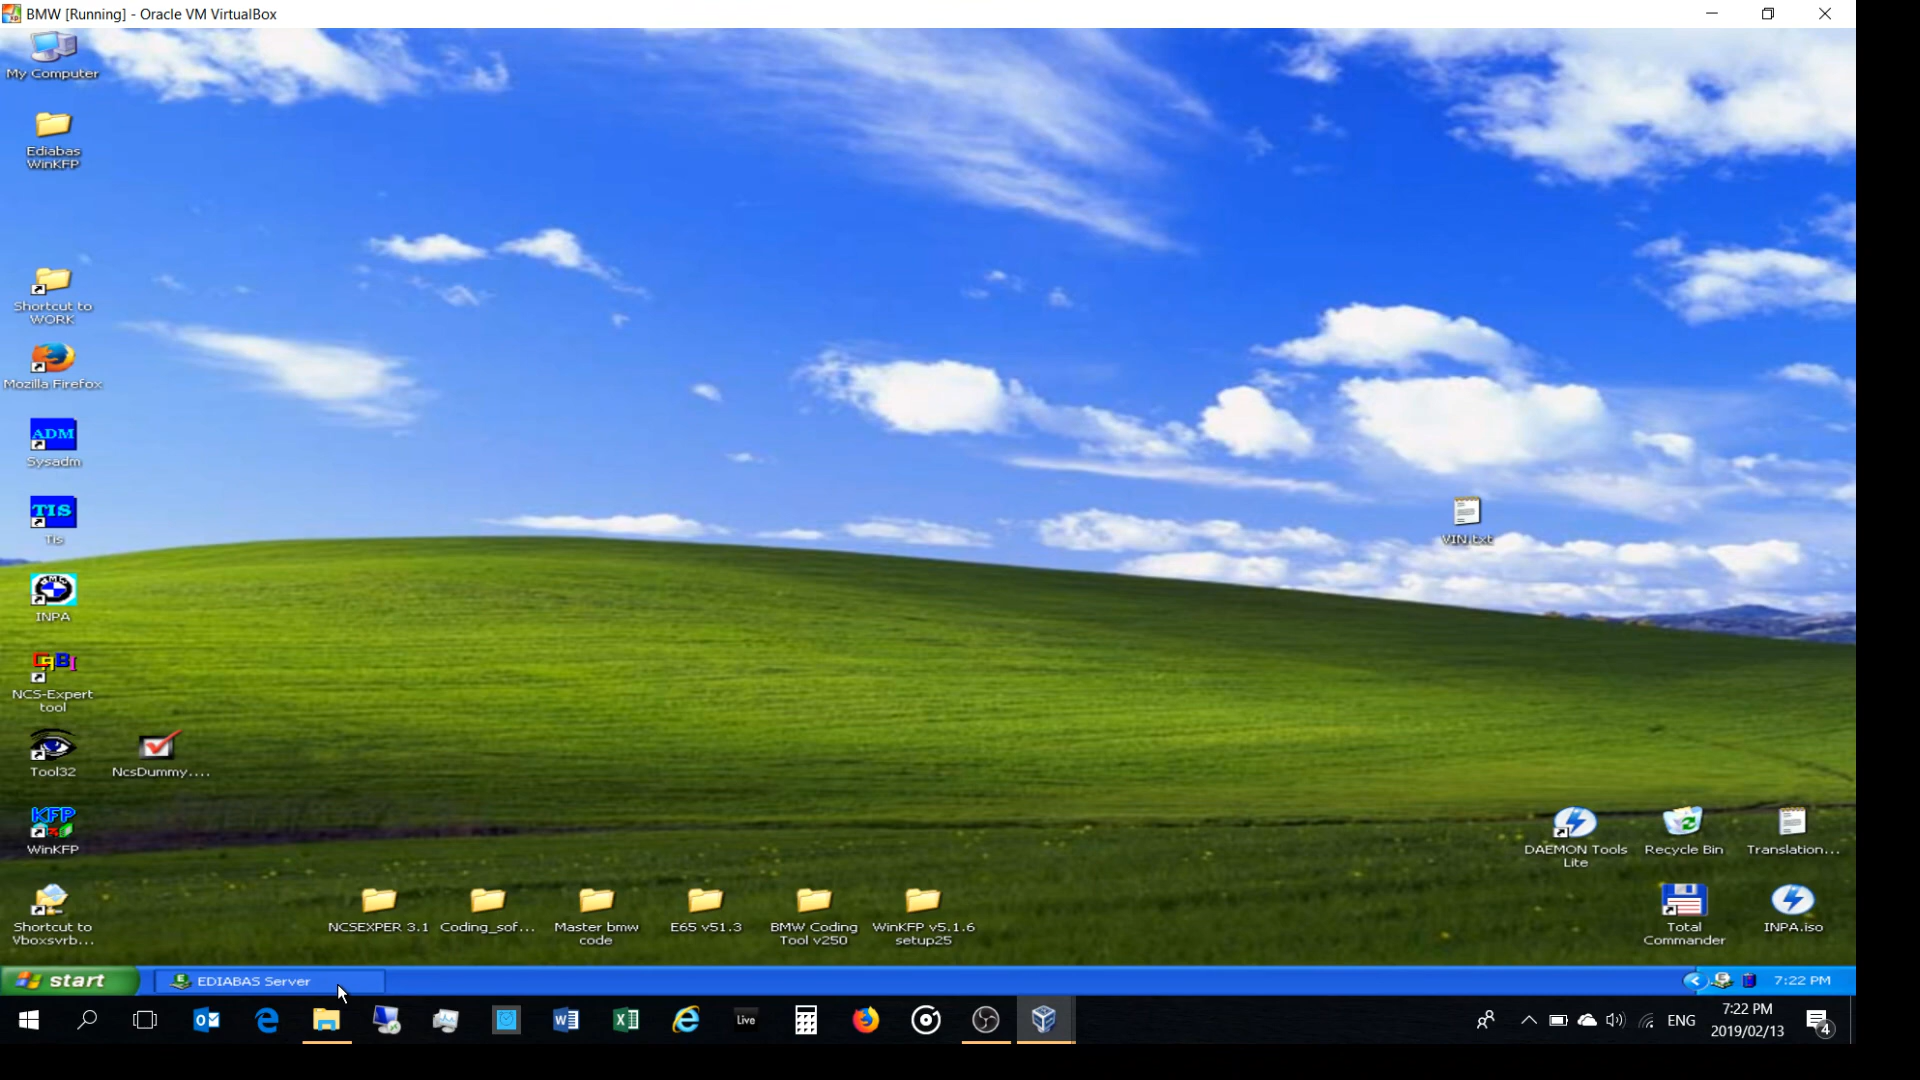 BMW [Running] - Oracle VM VirtualBox
My Computer
Ediabas
WinKFP
Shortcut to
WORK
Mozilla Firefox
ADM
Sysadm
TIS
Tis
VIN.txt
BMW
INPA
NCS-Expert
tool
Tool32
NcsDummy....
KFP
WinKFP
DAEMON Tools
Lite
Recycle Bin
Translation...
Shortcut to
Vboxsvrb...
NCSEXPER 3.1
Coding_sof...
Master bmw
code
E65 v51.3
BMW Coding
Tool v250
WinKFP v5.1.6
setup25
Total
Commander
INPA.iso
start
EDIABAS Server
7:22 PM
Live
ENG
7:22 PM
2019/02/13
4